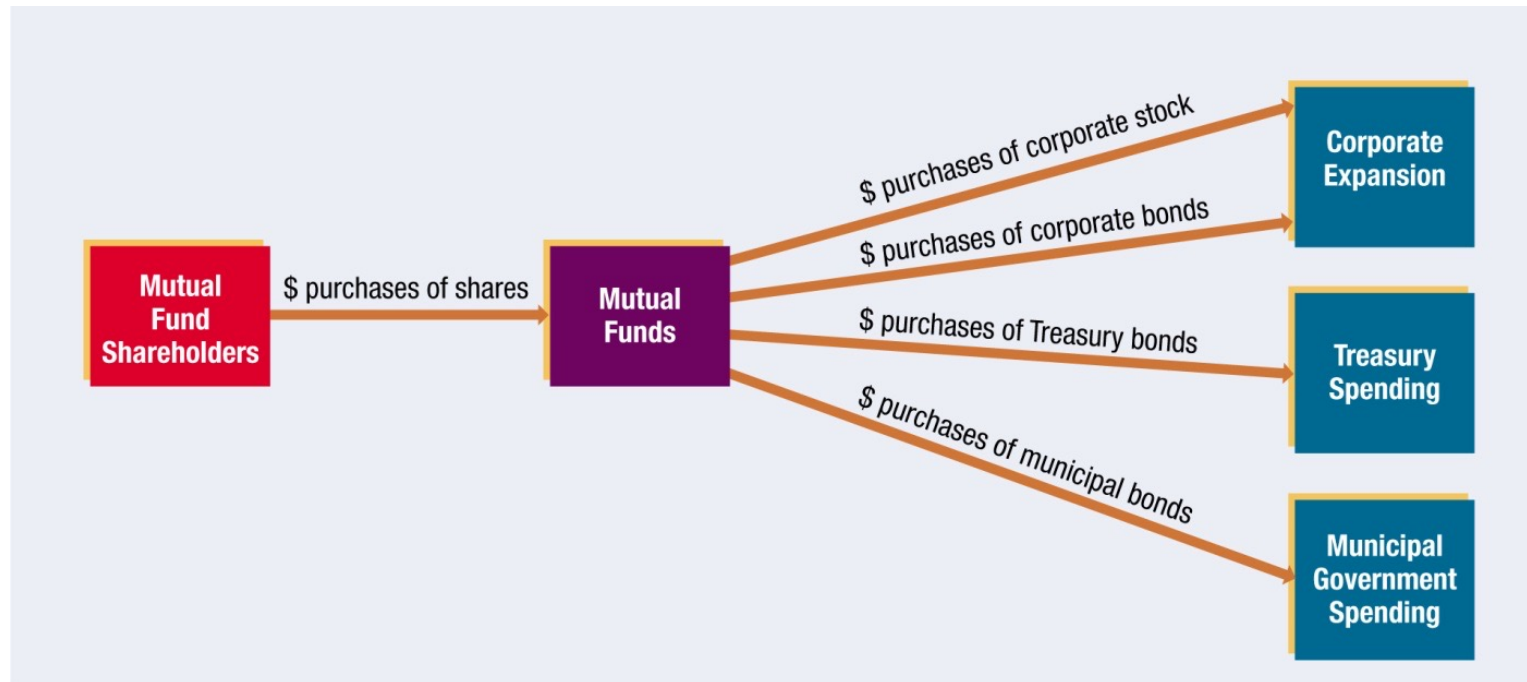 Mutual
Fund
Shareholders
$ purchases of shares
Mutual
Funds
$ purchases of corporate stock
$ purchases of corporate bonds
$ purchases of Treasury bonds
$ purchases of municipal bonds
Corporate
Expansion
Treasury
Spending
Municipal
Government
Spending